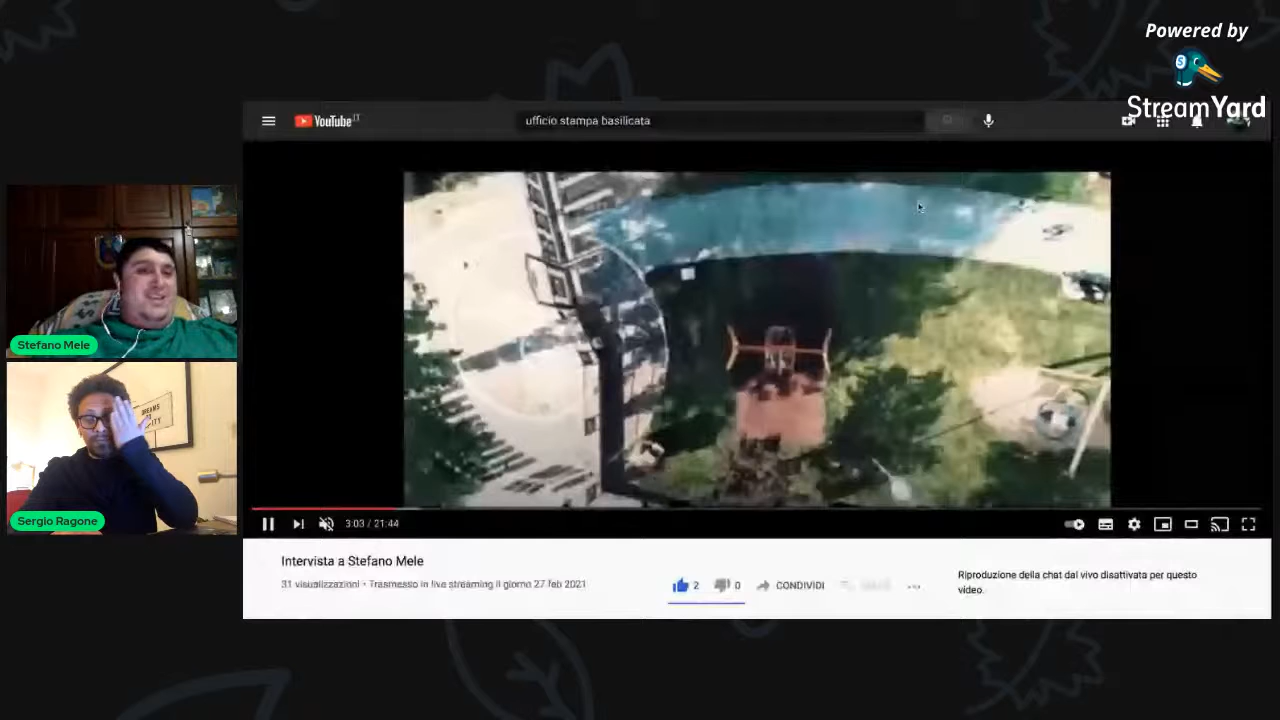 Powered by
StreamYard
YouTube IT
ufficio stampa basilicata
Stefano Mele
DREAMS
CITY
Sergio Ragone
3:03 / 21:44
Intervista a Stefano Mele
31 visualizzazioni • Trasmesso in live streaming il giorno 27 feb 2021
2
0
CONDIVIDI
Riproduzione della chat dal vivo disattivata per questo
video.